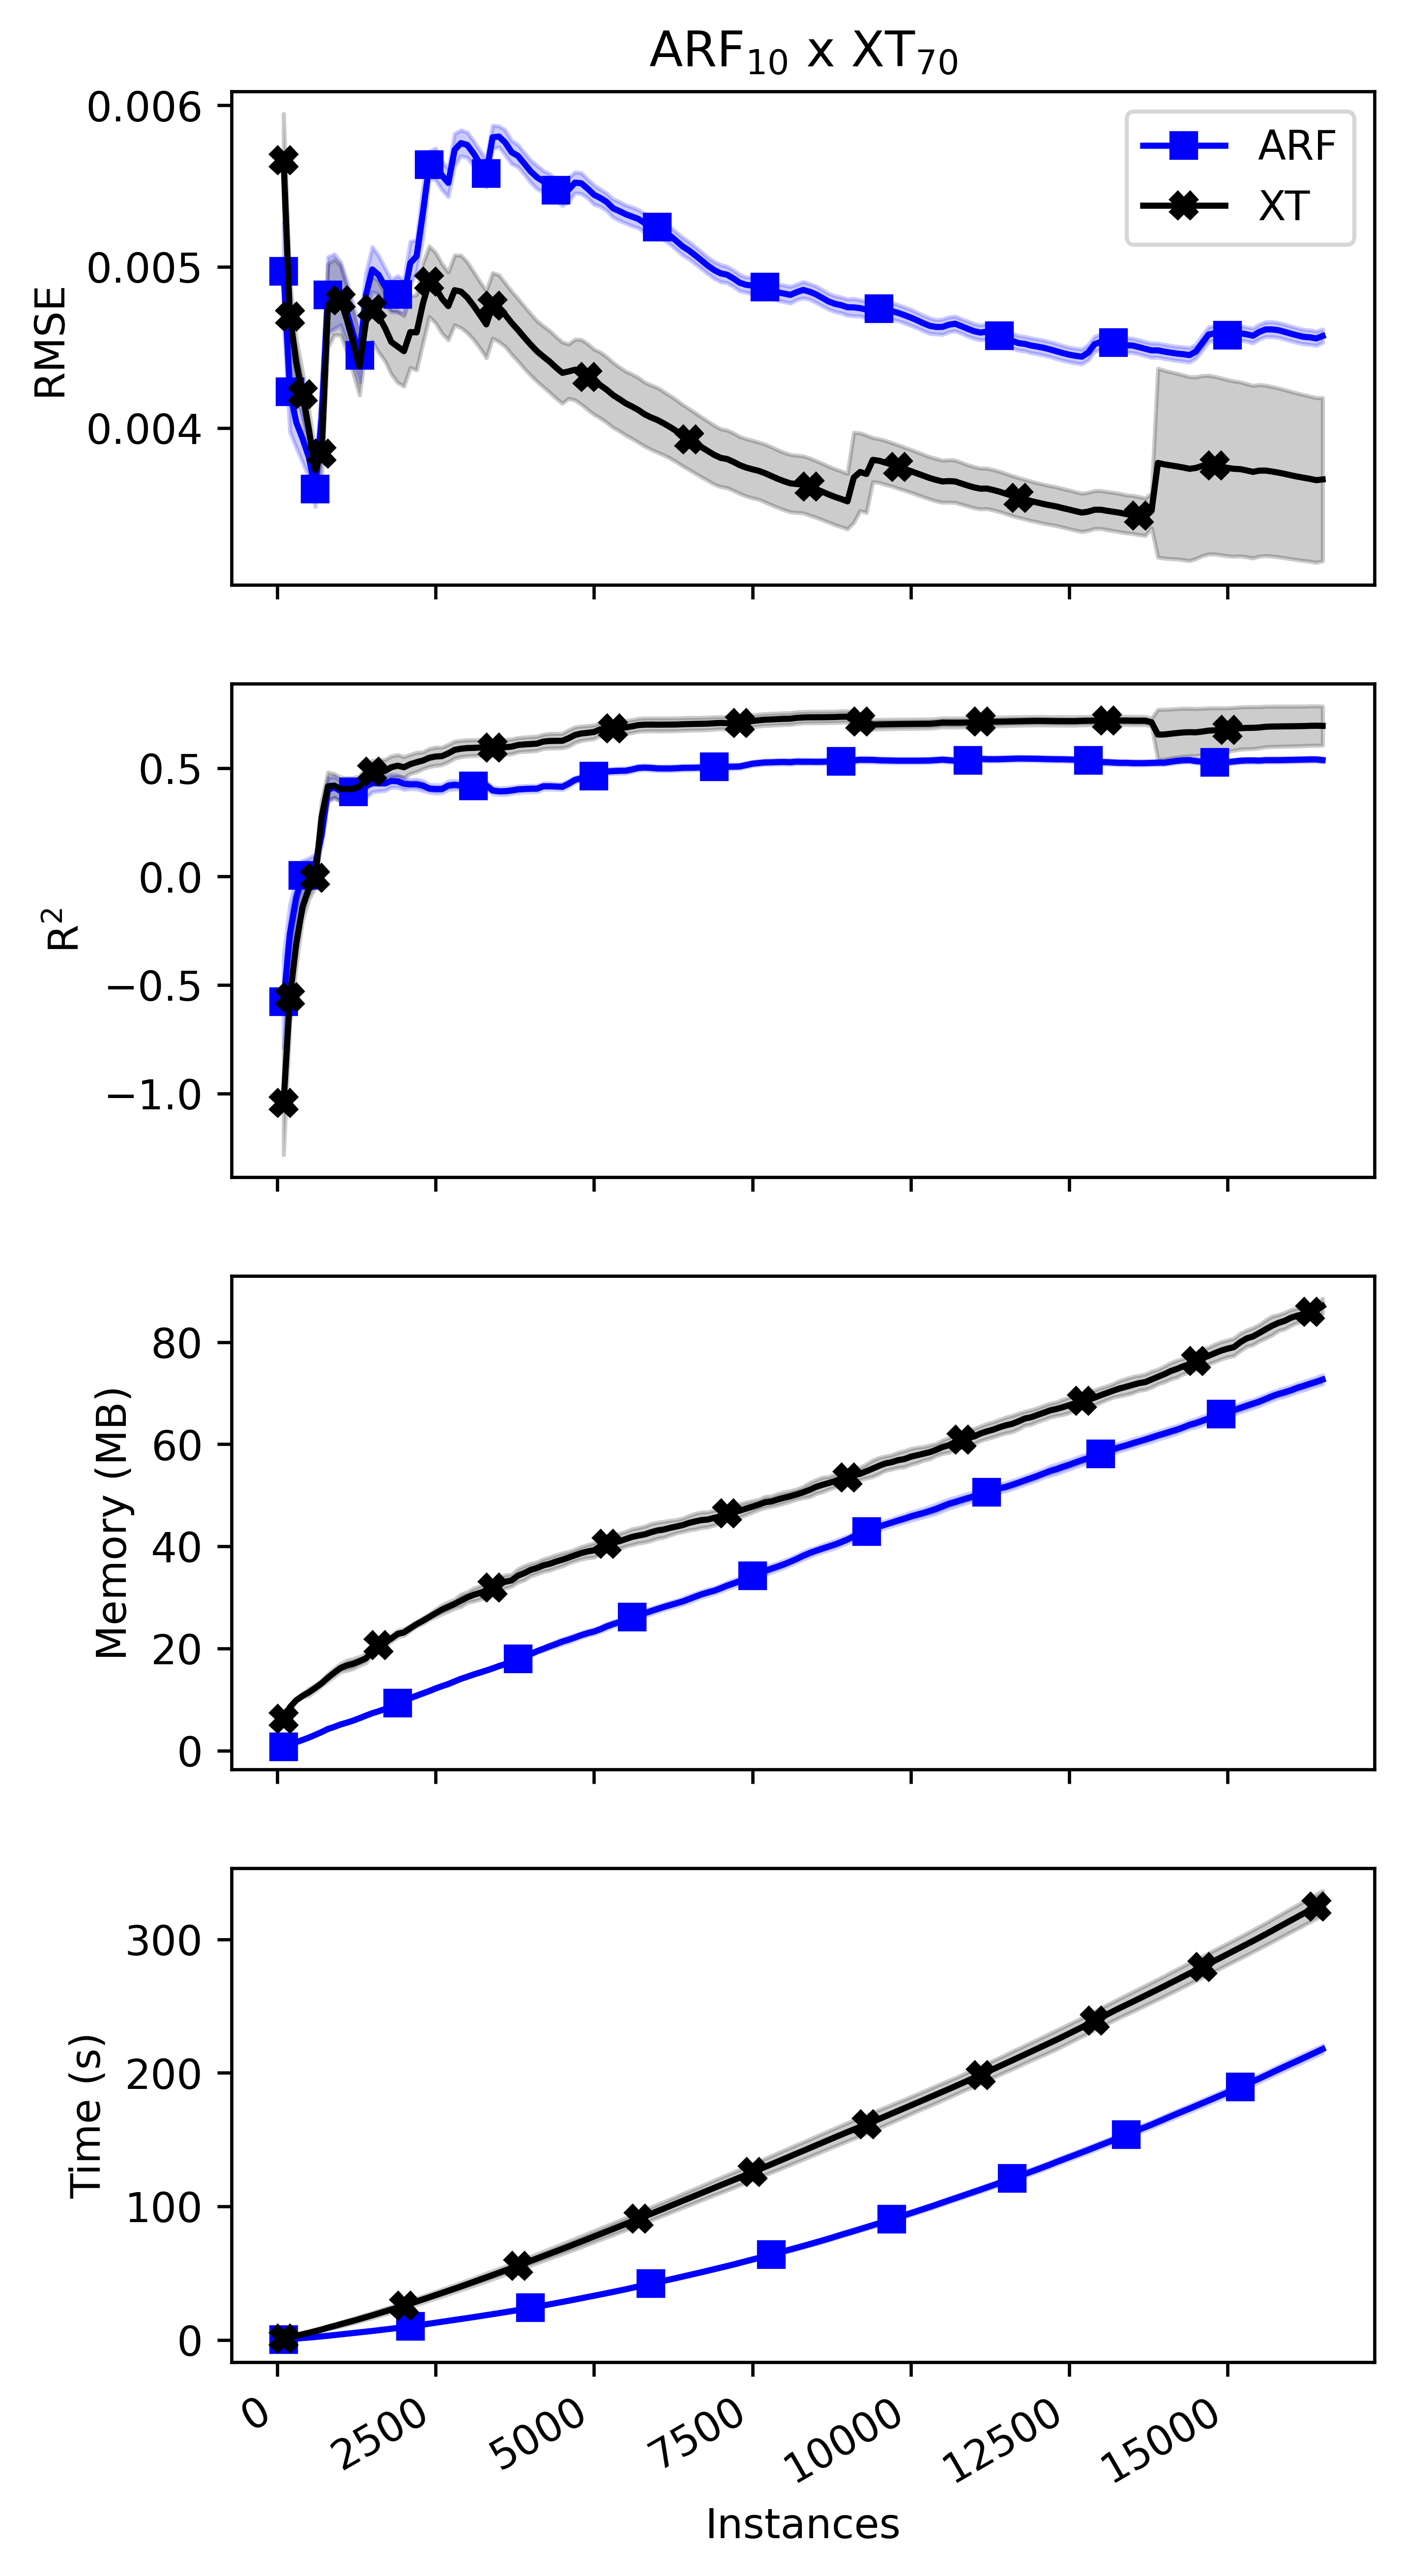 ARF₁₀ x XT₇₀
0.006
0.005
0.004
RMSE
ARF
XT
0.5
0.0
−0.5
−1.0
R²
80
60
40
20
0
Memory (MB)
300
200
100
0
Time (s)
0 2500 5000 7500 10000 12500 15000
Instances